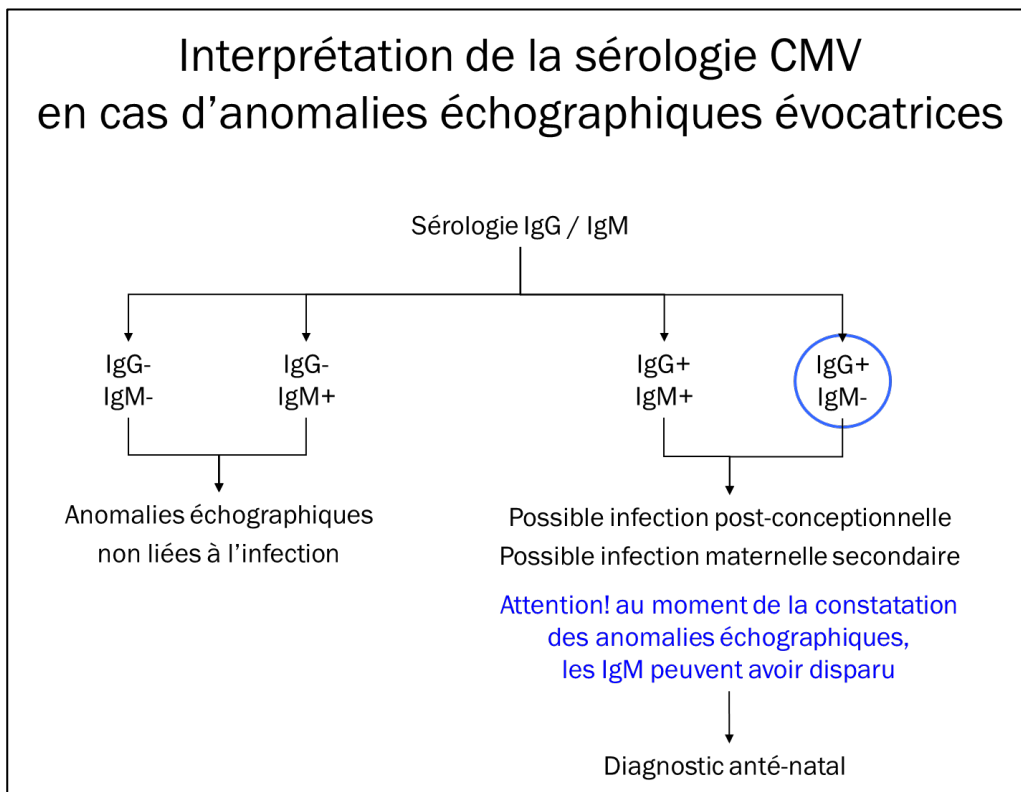 Interprétation de la sérologie CMV
en cas d'anomalies échographiques évocatrices
Sérologie IgG / IgM
IgG-
IgM-
IgG-
IgM+
IgG+
IgM+
IgG+
IgM-
Anomalies échographiques
non liées à l'infection
Possible infection post-conceptionnelle
Possible infection maternelle secondaire
Attention! au moment de la constatation
des anomalies échographiques,
les IgM peuvent avoir disparu
Diagnostic anté-natal